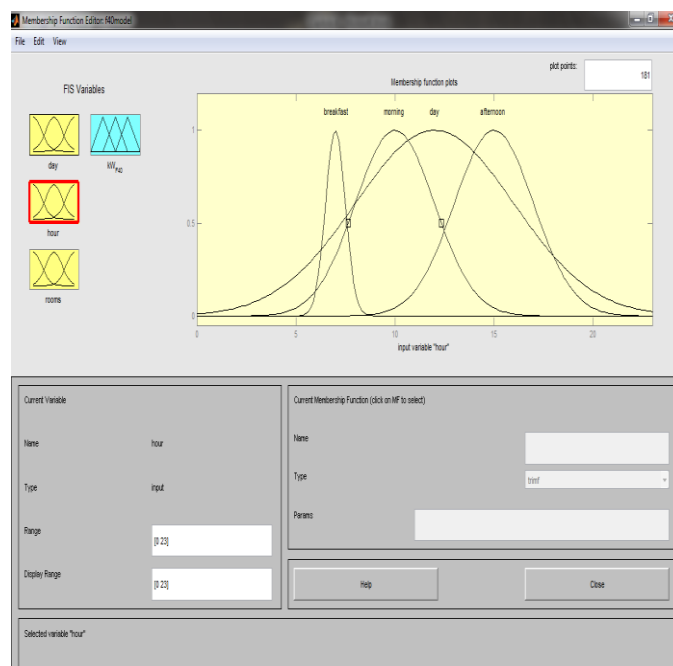 Membership Function Editor: f40model
File Edit View
FIS Variables
day
kW_F40
hour
rooms
plot points:
181
Membership function plots
breakfast morning day afternoon
1
0.5
0
0 5 10 15 20
input variable "hour"
Current Variable
Name hour
Type input
Range [0 23]
Display Range [0 23]
Current Membership Function (click on MF to select)
Name
Type trimf
Params
Help
Close
Selected variable "hour"